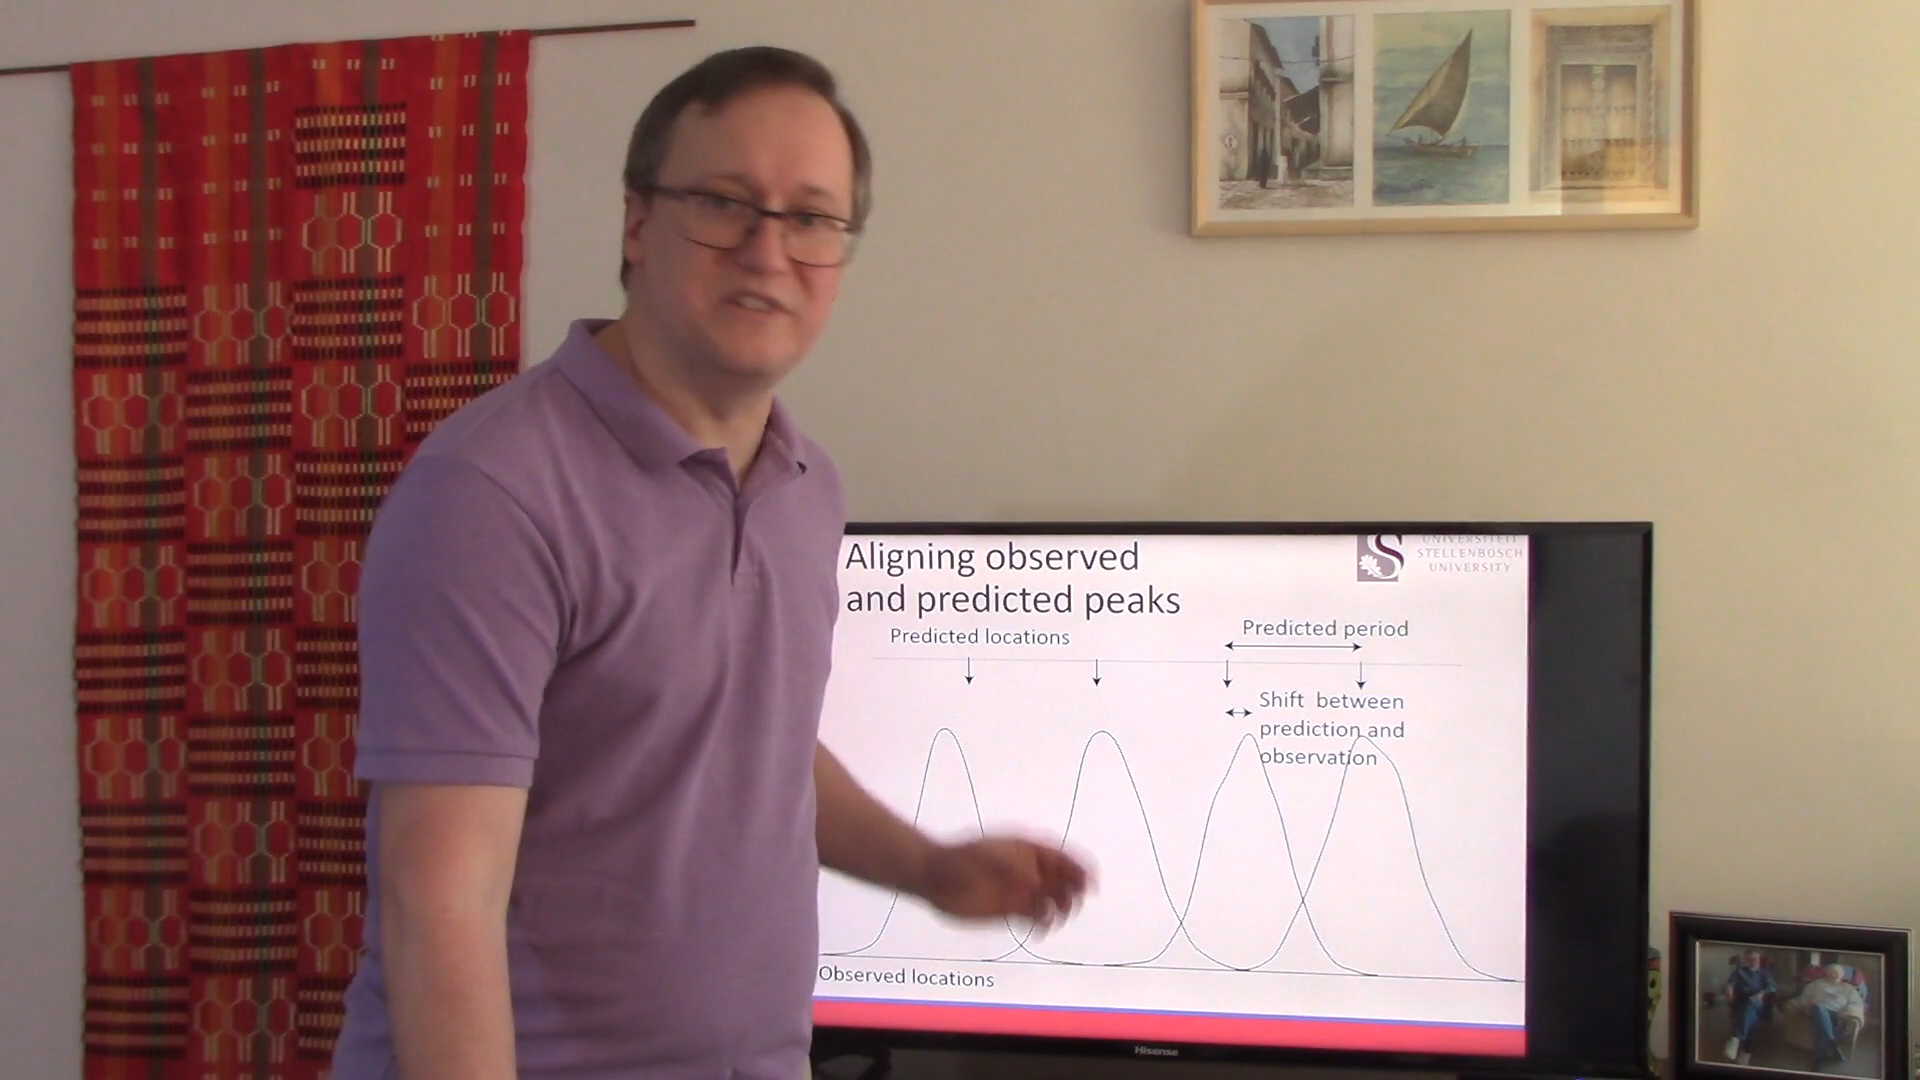 Aligning observed
and predicted peaks
UNIVERSITEIT
STELLENBOSCH
UNIVERSITY
Predicted locations
Predicted period
Shift between
prediction and
observation
Observed locations
Hisense